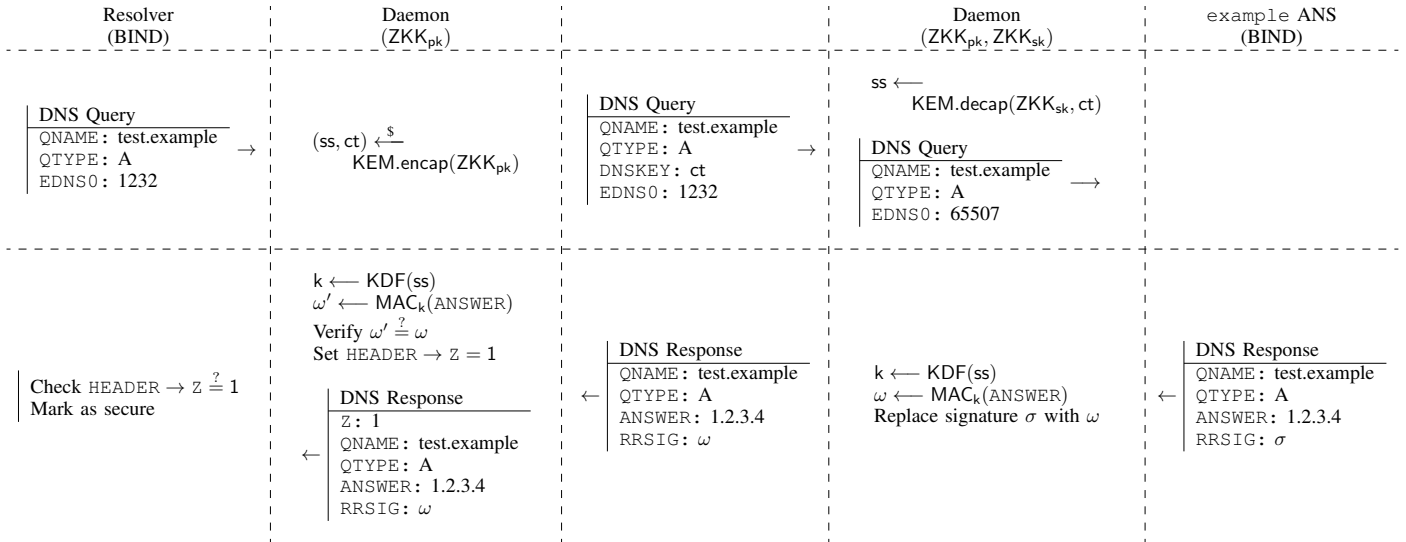 Resolver
(BIND)
Daemon
(ZKK_pk)
Daemon
(ZKK_pk, ZKK_sk)
example ANS
(BIND)
DNS Query
QNAME: test.example
QTYPE: A
EDNS0: 1232
→
(ss, ct) ←$
KEM.encap(ZKK_pk)
DNS Query
QNAME: test.example
QTYPE: A
DNSKEY: ct
EDNS0: 1232
→
ss ⟵
KEM.decap(ZKK_sk, ct)
DNS Query
QNAME: test.example
QTYPE: A
EDNS0: 65507
⟶
Check HEADER → Z ≟ 1
Mark as secure
k ⟵ KDF(ss)
ω′ ⟵ MAC_k(ANSWER)
Verify ω′ ≟ ω
Set HEADER → Z = 1
←
DNS Response
Z: 1
QNAME: test.example
QTYPE: A
ANSWER: 1.2.3.4
RRSIG: ω
←
DNS Response
QNAME: test.example
QTYPE: A
ANSWER: 1.2.3.4
RRSIG: ω
k ⟵ KDF(ss)
ω ⟵ MAC_k(ANSWER)
Replace signature σ with ω
←
DNS Response
QNAME: test.example
QTYPE: A
ANSWER: 1.2.3.4
RRSIG: σ